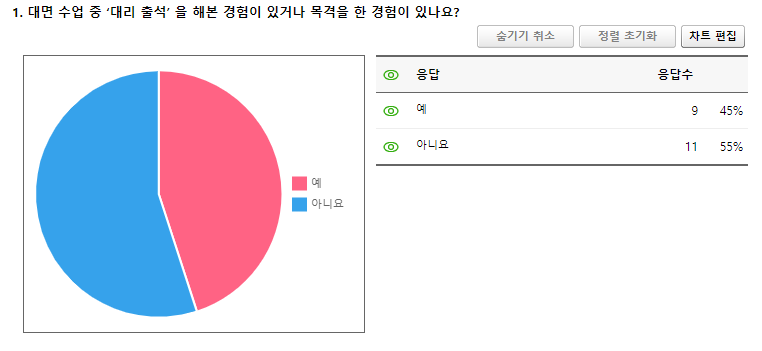 1. 대면 수업 중 ‘대리 출석’ 을 해본 경험이 있거나 목격을 한 경험이 있나요?
숨기기 취소 정렬 초기화 차트 편집
응답 응답수
예 9 45%
아니요 11 55%
예
아니요